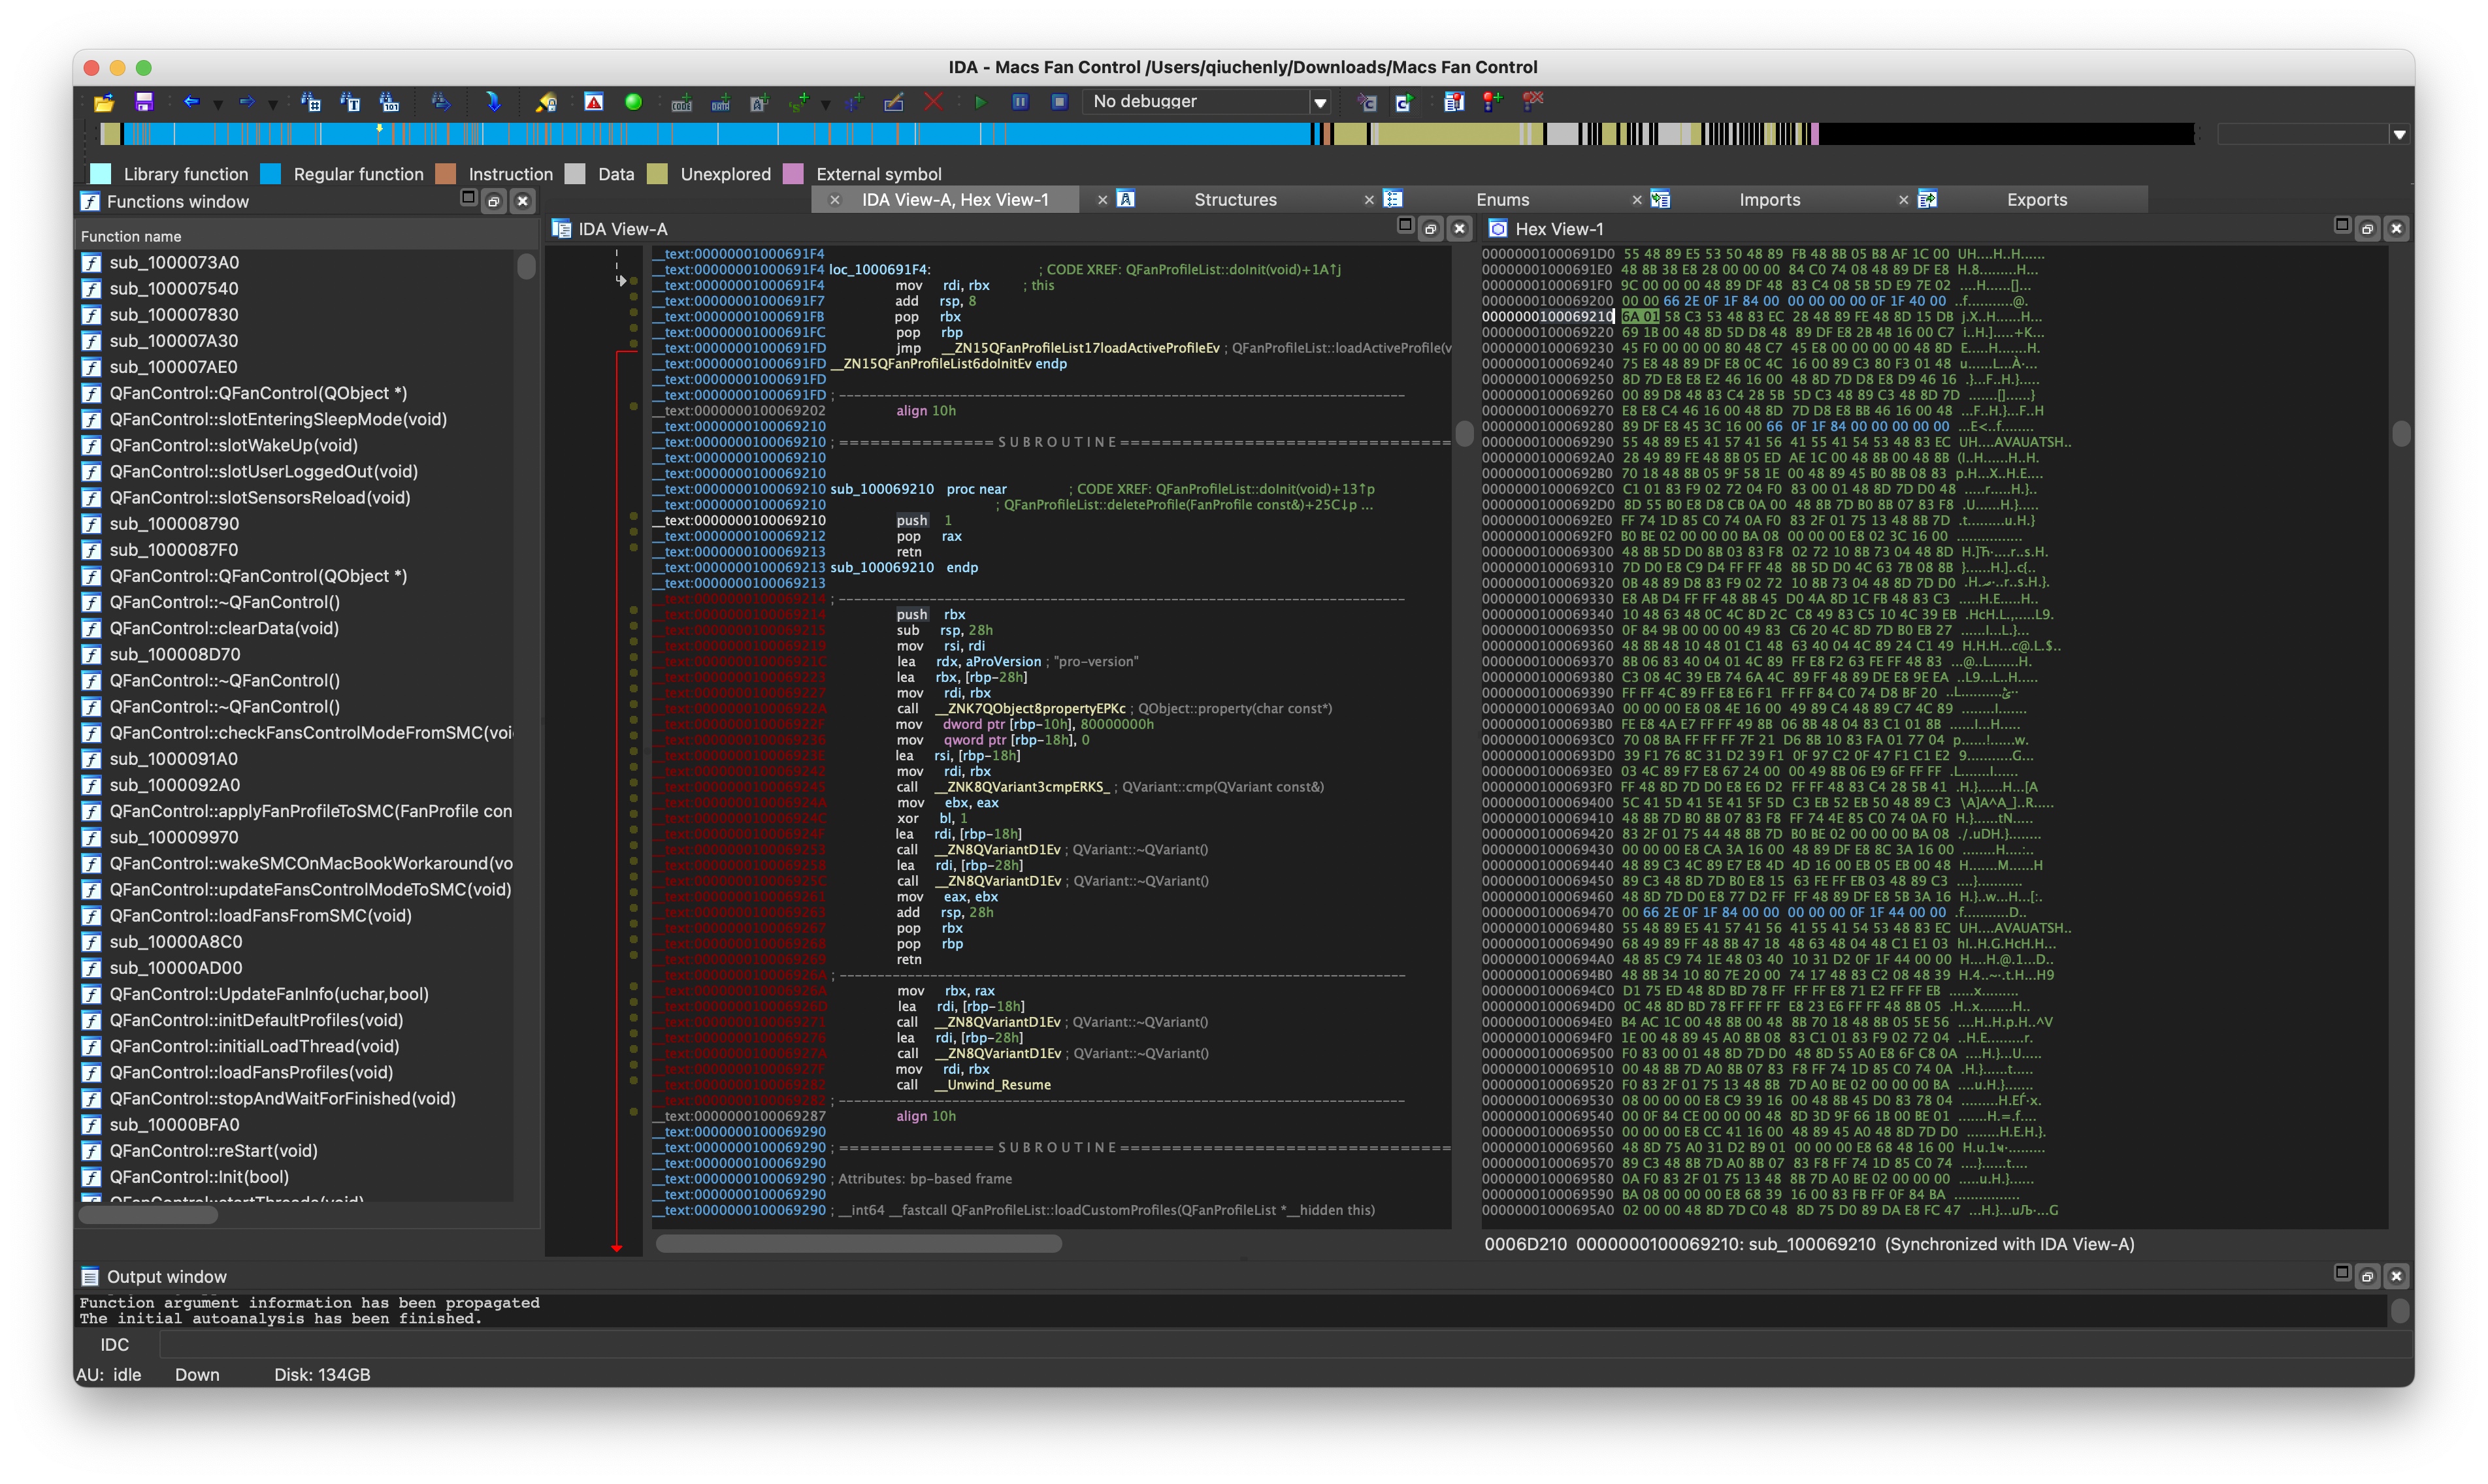 IDA - Macs Fan Control /Users/qiuchenly/Downloads/Macs Fan Control
No debugger
Library function Regular function Instruction Data Unexplored External symbol
Functions window
IDA View-A, Hex View-1 Structures Enums Imports Exports
Function name
sub_1000073A0
sub_100007540
sub_100007830
sub_100007A30
sub_100007AE0
QFanControl::QFanControl(QObject *)
QFanControl::slotEnteringSleepMode(void)
QFanControl::slotWakeUp(void)
QFanControl::slotUserLoggedOut(void)
QFanControl::slotSensorsReload(void)
sub_100008790
sub_1000087F0
QFanControl::QFanControl(QObject *)
QFanControl::~QFanControl()
QFanControl::clearData(void)
sub_100008D70
QFanControl::~QFanControl()
QFanControl::~QFanControl()
QFanControl::checkFansControlModeFromSMC(voi
sub_1000091A0
sub_1000092A0
QFanControl::applyFanProfileToSMC(FanProfile con
sub_100009970
QFanControl::wakeSMCOnMacBookWorkaround(vo
QFanControl::updateFansControlModeToSMC(void)
QFanControl::loadFansFromSMC(void)
sub_10000A8C0
sub_10000AD00
QFanControl::UpdateFanInfo(uchar,bool)
QFanControl::initDefaultProfiles(void)
QFanControl::initialLoadThread(void)
QFanControl::loadFansProfiles(void)
QFanControl::stopAndWaitForFinished(void)
sub_10000BFA0
QFanControl::reStart(void)
QFanControl::Init(bool)
IDA View-A
__text:00000001000691F4
__text:00000001000691F4 loc_1000691F4: ; CODE XREF: QFanProfileList::doInit(void)+1A↑j
__text:00000001000691F4 mov rdi, rbx ; this
__text:00000001000691F7 add rsp, 8
__text:00000001000691FB pop rbx
__text:00000001000691FC pop rbp
__text:00000001000691FD jmp __ZN15QFanProfileList17loadActiveProfileEv ; QFanProfileList::loadActiveProfile(v
__text:00000001000691FD __ZN15QFanProfileList6doInitEv endp
__text:00000001000691FD
__text:00000001000691FD ; ---------------------------------------------------------------------------
__text:0000000100069202 align 10h
__text:0000000100069210
__text:0000000100069210 ; =============== S U B R O U T I N E =======================================
__text:0000000100069210
__text:0000000100069210
__text:0000000100069210 sub_100069210 proc near ; CODE XREF: QFanProfileList::doInit(void)+13↑p
__text:0000000100069210 ; QFanProfileList::deleteProfile(FanProfile const&)+25C↓p ...
__text:0000000100069210 push 1
__text:0000000100069212 pop rax
__text:0000000100069213 retn
__text:0000000100069213 sub_100069210 endp
__text:0000000100069213
__text:0000000100069214 ; ---------------------------------------------------------------------------
__text:0000000100069214 push rbx
__text:0000000100069215 sub rsp, 28h
__text:0000000100069219 mov rsi, rdi
__text:000000010006921C lea rdx, aProVersion ; "pro-version"
__text:0000000100069223 lea rbx, [rbp-28h]
__text:0000000100069227 mov rdi, rbx
__text:000000010006922A call __ZNK7QObject8propertyEPKc ; QObject::property(char const*)
__text:000000010006922F mov dword ptr [rbp-10h], 80000000h
__text:0000000100069236 mov qword ptr [rbp-18h], 0
__text:000000010006923E lea rsi, [rbp-18h]
__text:0000000100069242 mov rdi, rbx
__text:0000000100069245 call __ZNK8QVariant3cmpERKS_ ; QVariant::cmp(QVariant const&)
__text:000000010006924A mov ebx, eax
__text:000000010006924C xor bl, 1
__text:000000010006924F lea rdi, [rbp-18h]
__text:0000000100069253 call __ZN8QVariantD1Ev ; QVariant::~QVariant()
__text:0000000100069258 lea rdi, [rbp-28h]
__text:000000010006925C call __ZN8QVariantD1Ev ; QVariant::~QVariant()
__text:0000000100069261 mov eax, ebx
__text:0000000100069263 add rsp, 28h
__text:0000000100069267 pop rbx
__text:0000000100069268 pop rbp
__text:0000000100069269 retn
__text:000000010006926A ; ---------------------------------------------------------------------------
__text:000000010006926A mov rbx, rax
__text:000000010006926D lea rdi, [rbp-18h]
__text:0000000100069271 call __ZN8QVariantD1Ev ; QVariant::~QVariant()
__text:0000000100069276 lea rdi, [rbp-28h]
__text:000000010006927A call __ZN8QVariantD1Ev ; QVariant::~QVariant()
__text:000000010006927F mov rdi, rbx
__text:0000000100069282 call __Unwind_Resume
__text:0000000100069282 ; ---------------------------------------------------------------------------
__text:0000000100069287 align 10h
__text:0000000100069290
__text:0000000100069290 ; =============== S U B R O U T I N E =======================================
__text:0000000100069290
__text:0000000100069290 ; Attributes: bp-based frame
__text:0000000100069290
__text:0000000100069290 ; __int64 __fastcall QFanProfileList::loadCustomProfiles(QFanProfileList *__hidden this)
Hex View-1
00000001000691D0 55 48 89 E5 53 50 48 89 FB 48 8B 05 B8 AF 1C 00 UH....H..H......
00000001000691E0 48 8B 38 E8 28 00 00 00 84 C0 74 08 48 89 DF E8 H.8.........H...
00000001000691F0 9C 00 00 00 48 89 DF 48 83 C4 08 5B 5D E9 7E 02
0000000100069200 00 00 66 2E 0F 1F 84 00 00 00 00 00 0F 1F 40 00
0000000100069210 6A 01 58 C3 53 48 83 EC 28 48 89 FE 48 8D 15 DB
0000000100069220 69 1B 00 48 8D 5D D8 48 89 DF E8 2B 4B 16 00 C7
0000000100069230 45 F0 00 00 00 80 48 C7 45 E8 00 00 00 00 48 8D
0000000100069240 75 E8 48 89 DF E8 0C 4C 16 00 89 C3 80 F3 01 48
0000000100069250 8D 7D E8 E8 E2 46 16 00 48 8D 7D D8 E8 D9 46 16
0000000100069260 00 89 D8 48 83 C4 28 5B 5D C3 48 89 C3 48 8D 7D
0000000100069270 E8 E8 C4 46 16 00 48 8D 7D D8 E8 BB 46 16 00 48
0000000100069280 89 DF E8 45 3C 16 00 66 0F 1F 84 00 00 00 00 00
0000000100069290 55 48 89 E5 41 57 41 56 41 55 41 54 53 48 83 EC UH....AVAUATSH..
00000001000692A0 28 49 89 FE 48 8B 05 ED AE 1C 00 48 8B 00 48 8B
00000001000692B0 70 18 48 8B 05 9F 58 1E 00 48 89 45 B0 8B 08 83
00000001000692C0 C1 01 83 F9 02 72 04 F0 83 00 01 48 8D 7D D0 48
00000001000692D0 8D 55 B0 E8 D8 CB 0A 00 48 8B 7D B0 8B 07 83 F8
00000001000692E0 FF 74 1D 85 C0 74 0A F0 83 2F 01 75 13 48 8B 7D
00000001000692F0 B0 BE 02 00 00 00 BA 08 00 00 00 E8 02 3C 16 00
0000000100069300 48 8B 5D D0 8B 03 83 F8 02 72 10 8B 73 04 48 8D
0000000100069310 7D D0 E8 C9 D4 FF FF 48 8B 5D D0 4C 63 7B 08 8B
0000000100069320 0B 48 89 D8 83 F9 02 72 10 8B 73 04 48 8D 7D D0
0000000100069330 E8 AB D4 FF FF 48 8B 45 D0 4A 8D 1C FB 48 83 C3
0000000100069340 10 48 63 48 0C 4C 8D 2C C8 49 83 C5 10 4C 39 EB
0000000100069350 0F 84 9B 00 00 00 49 83 C6 20 4C 8D 7D B0 EB 27
0000000100069360 48 8B 48 10 48 01 C1 48 63 40 04 4C 89 24 C1 49
0000000100069370 8B 06 83 40 04 01 4C 89 FF E8 F2 63 FE FF 48 83
0000000100069380 C3 08 4C 39 EB 74 6A 4C 89 FF 48 89 DE E8 9E EA
0000000100069390 FF FF 4C 89 FF E8 E6 F1 FF FF 84 C0 74 D8 BF 20
00000001000693A0 00 00 00 E8 08 4E 16 00 49 89 C4 48 89 C7 4C 89
00000001000693B0 FE E8 4A E7 FF FF 49 8B 06 8B 48 04 83 C1 01 8B
00000001000693C0 70 08 BA FF FF FF 7F 21 D6 8B 10 83 FA 01 77 04
00000001000693D0 39 F1 76 8C 31 D2 39 F1 0F 97 C2 0F 47 F1 C1 E2
00000001000693E0 03 4C 89 F7 E8 67 24 00 00 49 8B 06 E9 6F FF FF
00000001000693F0 FF 48 8D 7D D0 E8 E6 D2 FF FF 48 83 C4 28 5B 41
0000000100069400 5C 41 5D 41 5E 41 5F 5D C3 EB 52 EB 50 48 89 C3
0000000100069410 48 8B 7D B0 8B 07 83 F8 FF 74 4E 85 C0 74 0A F0
0000000100069420 83 2F 01 75 44 48 8B 7D B0 BE 02 00 00 00 BA 08
0000000100069430 00 00 00 E8 CA 3A 16 00 48 89 DF E8 8C 3A 16 00
0000000100069440 48 89 C3 4C 89 E7 E8 4D 4D 16 00 EB 05 EB 00 48
0000000100069450 89 C3 48 8D 7D B0 E8 15 63 FE FF EB 03 48 89 C3
0000000100069460 48 8D 7D D0 E8 77 D2 FF FF 48 89 DF E8 5B 3A 16
0000000100069470 00 66 2E 0F 1F 84 00 00 00 00 00 0F 1F 44 00 00
0000000100069480 55 48 89 E5 41 57 41 56 41 55 41 54 53 48 83 EC UH....AVAUATSH..
0000000100069490 68 49 89 FF 48 8B 47 18 48 63 48 04 48 C1 E1 03
00000001000694A0 48 85 C9 74 1E 48 03 40 10 31 D2 0F 1F 44 00 00
00000001000694B0 48 8B 34 10 80 7E 20 00 74 17 48 83 C2 08 48 39
00000001000694C0 D1 75 ED 48 8D BD 78 FF FF FF E8 71 E2 FF FF EB
00000001000694D0 0C 48 8D BD 78 FF FF FF E8 23 E6 FF FF 48 8B 05
00000001000694E0 B4 AC 1C 00 48 8B 00 48 8B 70 18 48 8B 05 5E 56
00000001000694F0 1E 00 48 89 45 A0 8B 08 83 C1 01 83 F9 02 72 04
0000000100069500 F0 83 00 01 48 8D 7D D0 48 8D 55 A0 E8 6F C8 0A
0000000100069510 00 48 8B 7D A0 8B 07 83 F8 FF 74 1D 85 C0 74 0A
0000000100069520 F0 83 2F 01 75 13 48 8B 7D A0 BE 02 00 00 00 BA
0000000100069530 08 00 00 00 E8 C9 39 16 00 48 8B 45 D0 83 78 04
0000000100069540 00 0F 84 CE 00 00 00 48 8D 3D 9F 66 1B 00 BE 01
0000000100069550 00 00 00 E8 CC 41 16 00 48 89 45 A0 48 8D 7D D0
0000000100069560 48 8D 75 A0 31 D2 B9 01 00 00 00 E8 68 48 16 00
0000000100069570 89 C3 48 8B 7D A0 8B 07 83 F8 FF 74 1D 85 C0 74
0000000100069580 0A F0 83 2F 01 75 13 48 8B 7D A0 BE 02 00 00 00
0000000100069590 BA 08 00 00 00 E8 68 39 16 00 83 FB FF 0F 84 BA
00000001000695A0 02 00 00 48 8D 7D C0 48 8D 75 D0 89 DA E8 FC 47
0006D210 0000000100069210: sub_100069210 (Synchronized with IDA View-A)
Output window
Function argument information has been propagated
The initial autoanalysis has been finished.
IDC
AU: idle Down Disk: 134GB